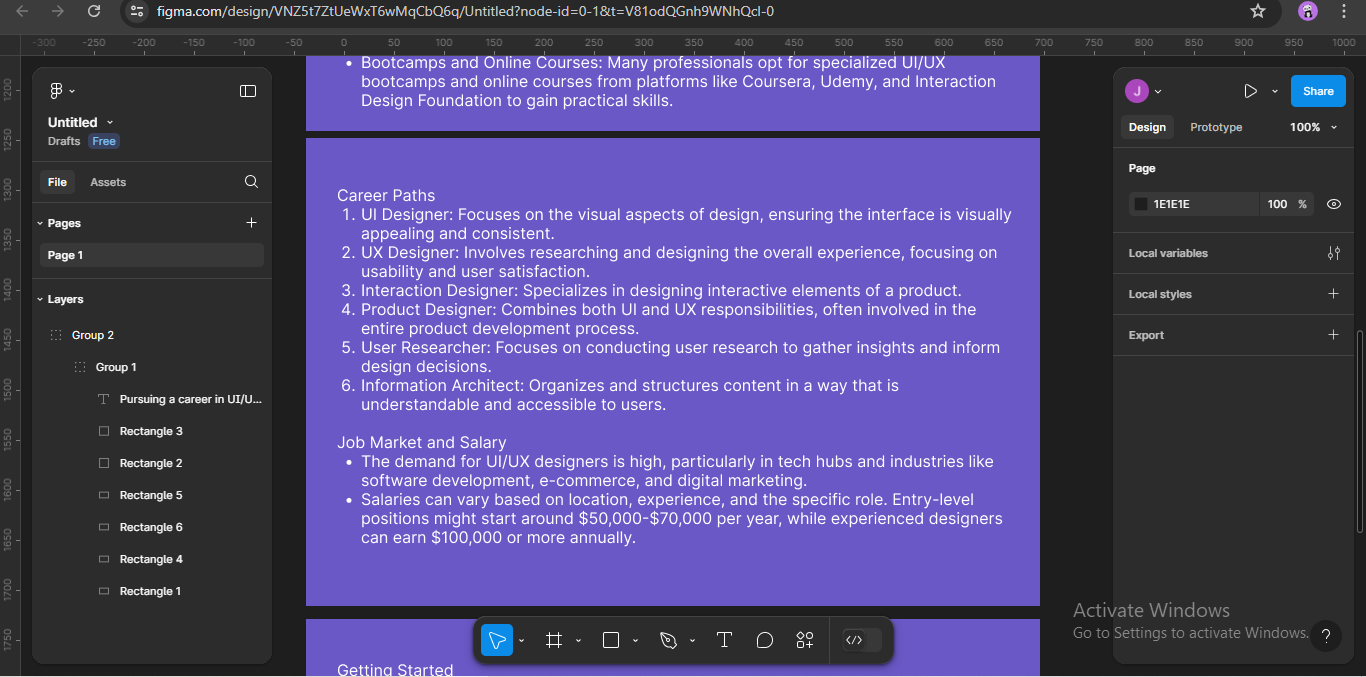 figma.com/design/VNZ5t7ZtUeWxT6wMqCbQ6q/Untitled?node-id=0-1&t=V81odQGnh9WNhQcI-0
-300 -250 -200 -150 -100 -50 0 50 100 150 200 250 300 350 400 450 500 550 600 650 700 750 800 850 900 950 1000
1200
1250
1300
1350
1400
1450
1500
1550
1600
1650
1700
1750
Untitled
Drafts Free
File Assets
Pages
Page 1
Layers
Group 2
Group 1
Pursuing a career in UI/U...
Rectangle 3
Rectangle 2
Rectangle 5
Rectangle 6
Rectangle 4
Rectangle 1
• Bootcamps and Online Courses: Many professionals opt for specialized UI/UX
bootcamps and online courses from platforms like Coursera, Udemy, and Interaction
Design Foundation to gain practical skills.
Career Paths
1. UI Designer: Focuses on the visual aspects of design, ensuring the interface is visually
appealing and consistent.
2. UX Designer: Involves researching and designing the overall experience, focusing on
usability and user satisfaction.
3. Interaction Designer: Specializes in designing interactive elements of a product.
4. Product Designer: Combines both UI and UX responsibilities, often involved in the
entire product development process.
5. User Researcher: Focuses on conducting user research to gather insights and inform
design decisions.
6. Information Architect: Organizes and structures content in a way that is
understandable and accessible to users.
Job Market and Salary
• The demand for UI/UX designers is high, particularly in tech hubs and industries like
software development, e-commerce, and digital marketing.
• Salaries can vary based on location, experience, and the specific role. Entry-level
positions might start around $50,000-$70,000 per year, while experienced designers
can earn $100,000 or more annually.
Getting Started
J
Share
Design Prototype 100%
Page
1E1E1E 100 %
Local variables
Local styles
Export
Activate Windows
Go to Settings to activate Windows.
?